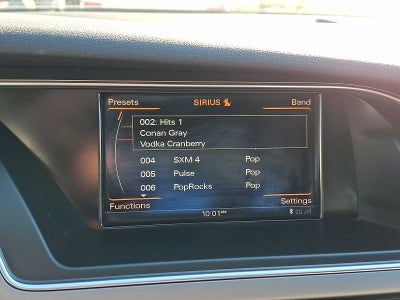 Presets SIRIUS Band
002: Hits 1
Conan Gray
Vodka Cranberry
004 SXM 4 Pop
005 Pulse Pop
006 PopRocks Pop
Functions Settings
10:01 AM